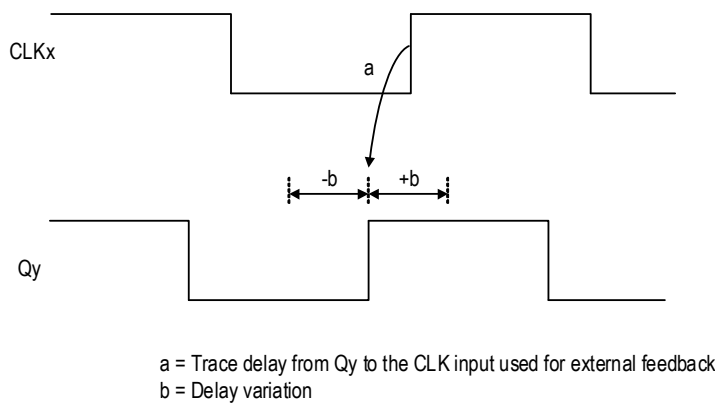 CLKx
a
-b
+b
Qy
a = Trace delay from Qy to the CLK input used for external feedback
b = Delay variation